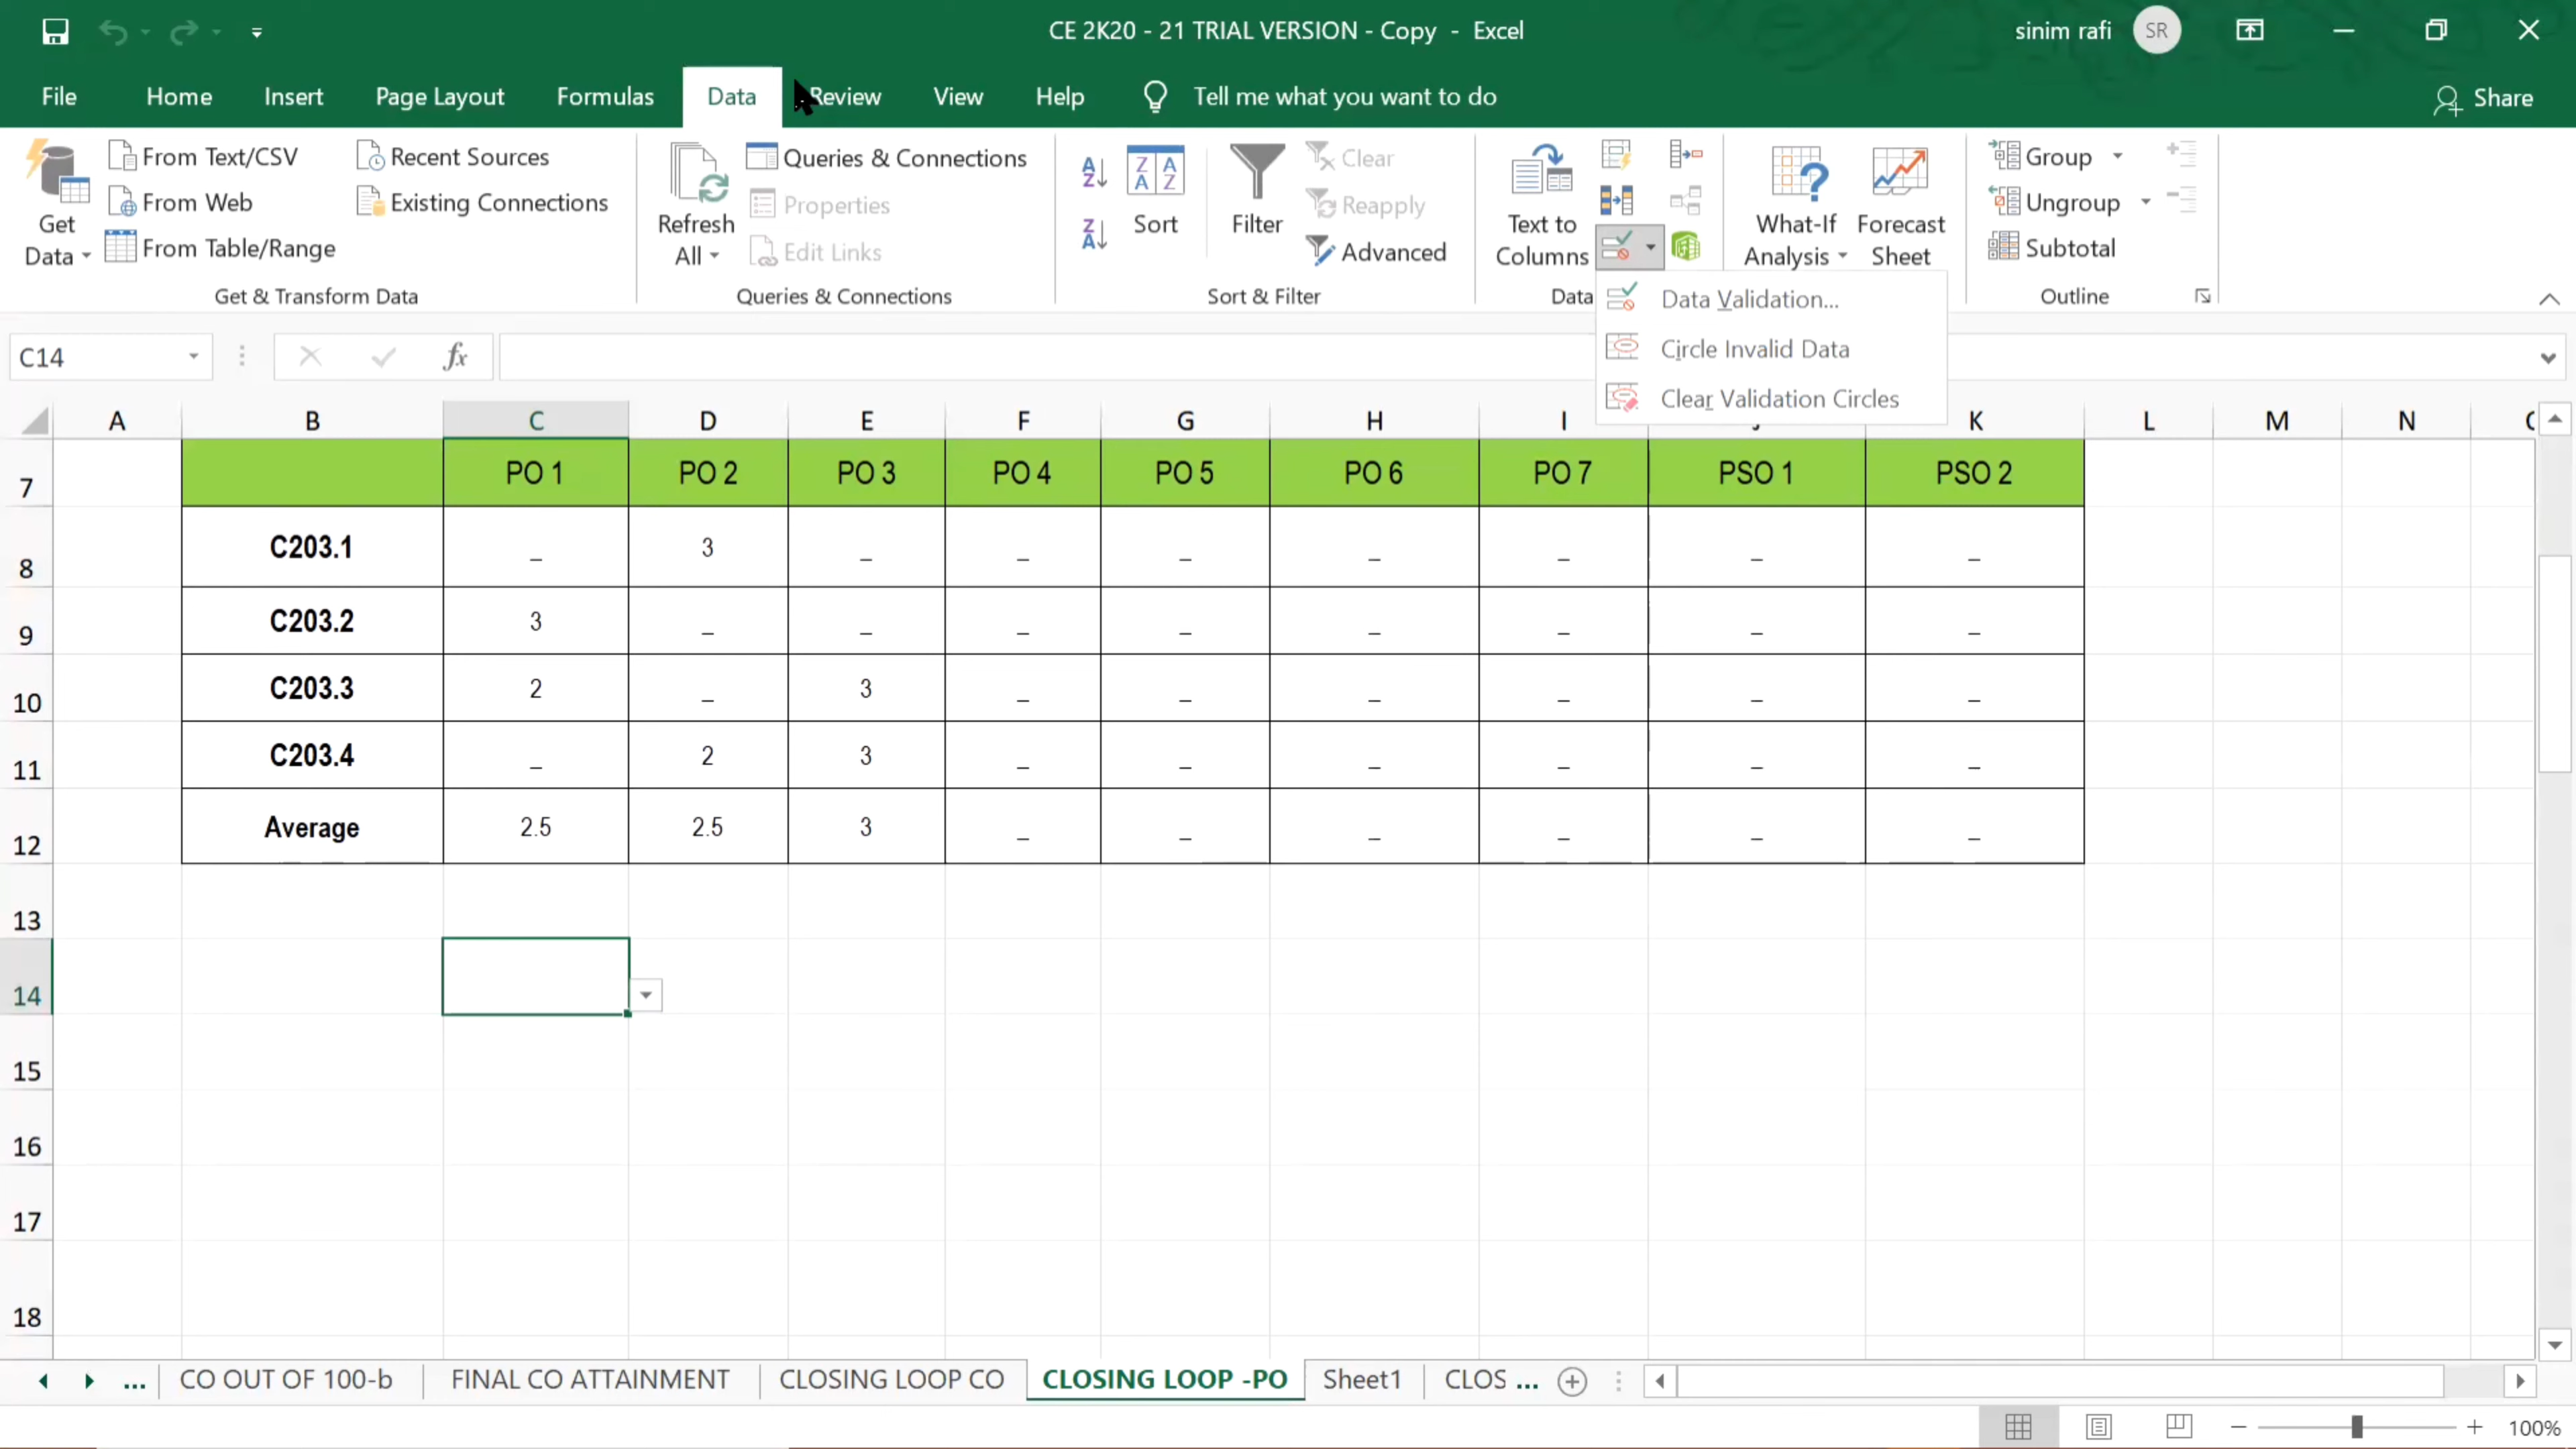 CE 2K20 - 21 TRIAL VERSION - Copy - Excel
sinim rafi SR
File Home Insert Page Layout Formulas Data Review View Help Tell me what you want to do Share
Get Data
From Text/CSV
From Web
From Table/Range
Recent Sources
Existing Connections
Get & Transform Data
Refresh All
Queries & Connections
Properties
Edit Links
Queries & Connections
Sort
Filter
Clear
Reapply
Advanced
Sort & Filter
Text to Columns
Data
What-If Analysis
Forecast Sheet
Group
Ungroup
Subtotal
Outline
Data Validation...
Circle Invalid Data
Clear Validation Circles
C14 fx
A B C D E F G H I K L M N
7 PO 1 PO 2 PO 3 PO 4 PO 5 PO 6 PO 7 PSO 1 PSO 2
8 C203.1 _ 3 _ _ _ _ _ _ _
9 C203.2 3 _ _ _ _ _ _ _ _
10 C203.3 2 _ 3 _ _ _ _ _ _
11 C203.4 _ 2 3 _ _ _ _ _ _
12 Average 2.5 2.5 3 _ _ _ _ _ _
13
14
15
16
17
18
... CO OUT OF 100-b FINAL CO ATTAINMENT CLOSING LOOP CO CLOSING LOOP -PO Sheet1 CLOS ...
100%